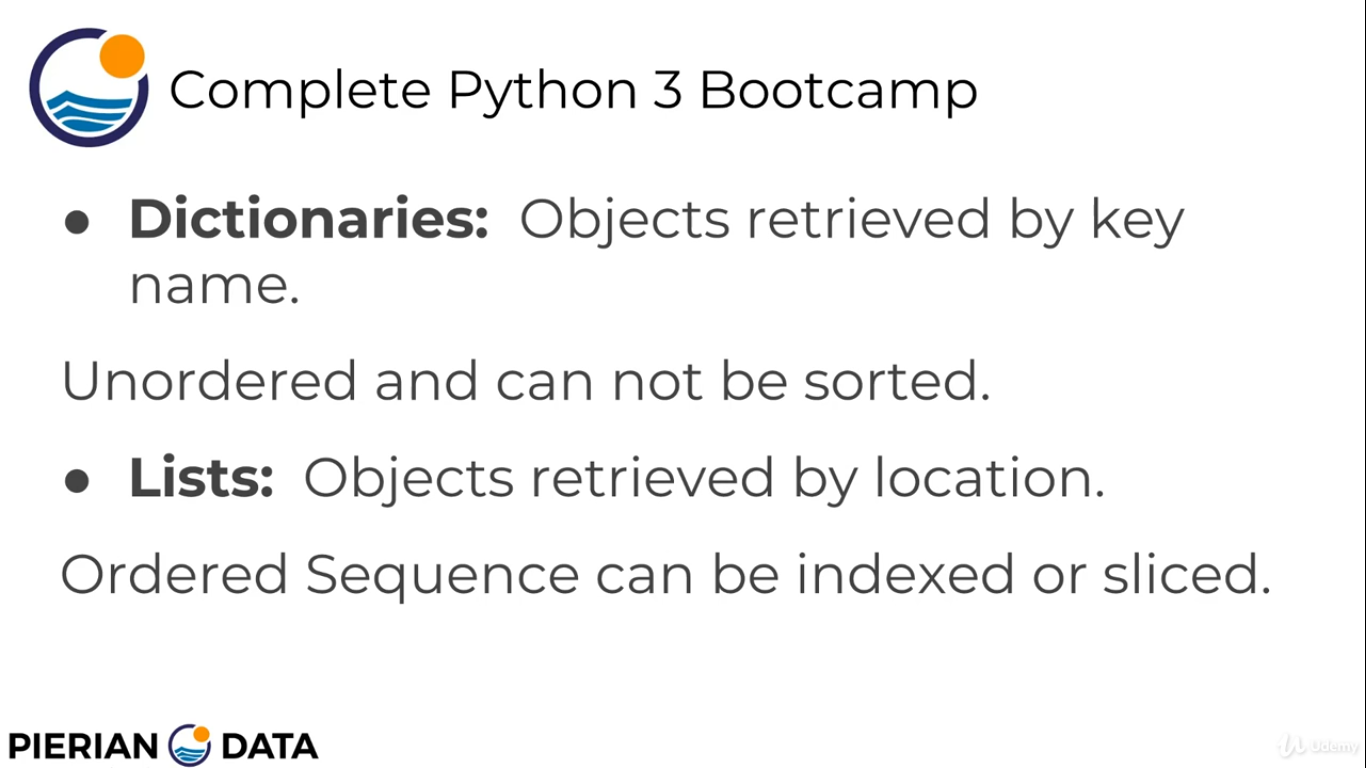 Complete Python 3 Bootcamp
● Dictionaries: Objects retrieved by key
name.
Unordered and can not be sorted.
● Lists: Objects retrieved by location.
Ordered Sequence can be indexed or sliced.
PIERIAN DATA
Udemy